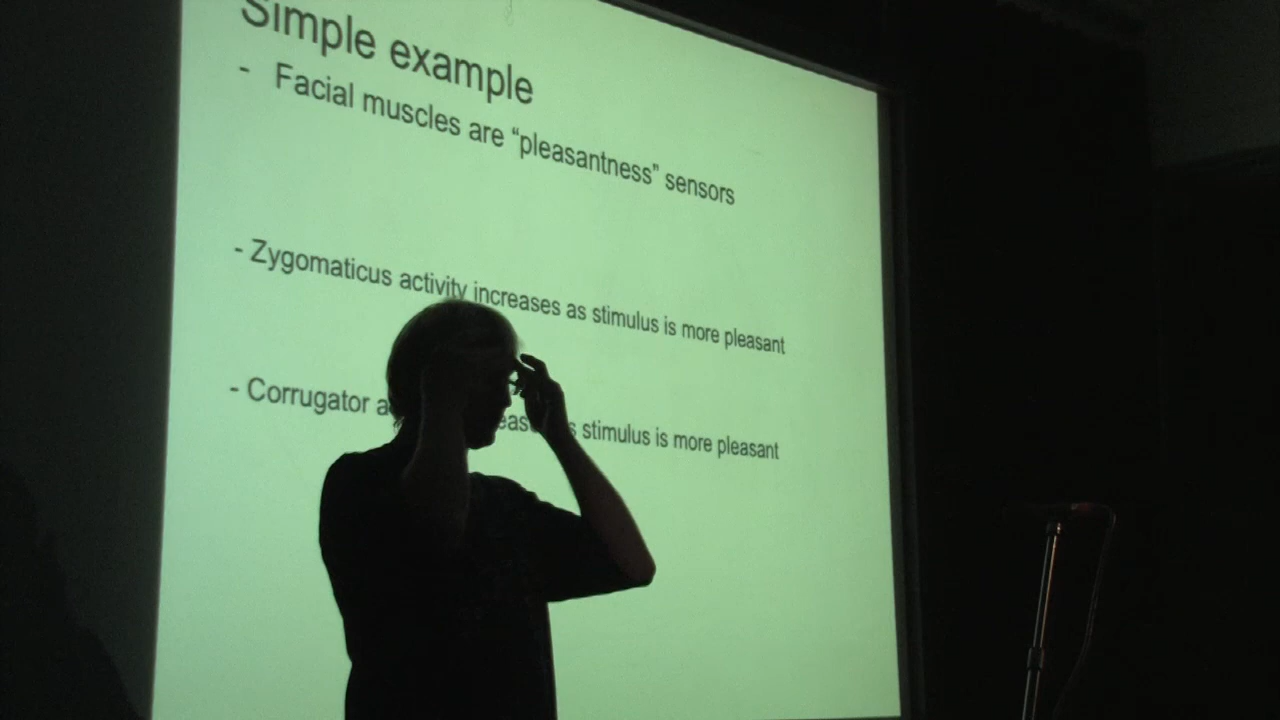 Simple example
- Facial muscles are “pleasantness” sensors
- Zygomaticus activity increases as stimulus is more pleasant
- Corrugator stimulus is more pleasant